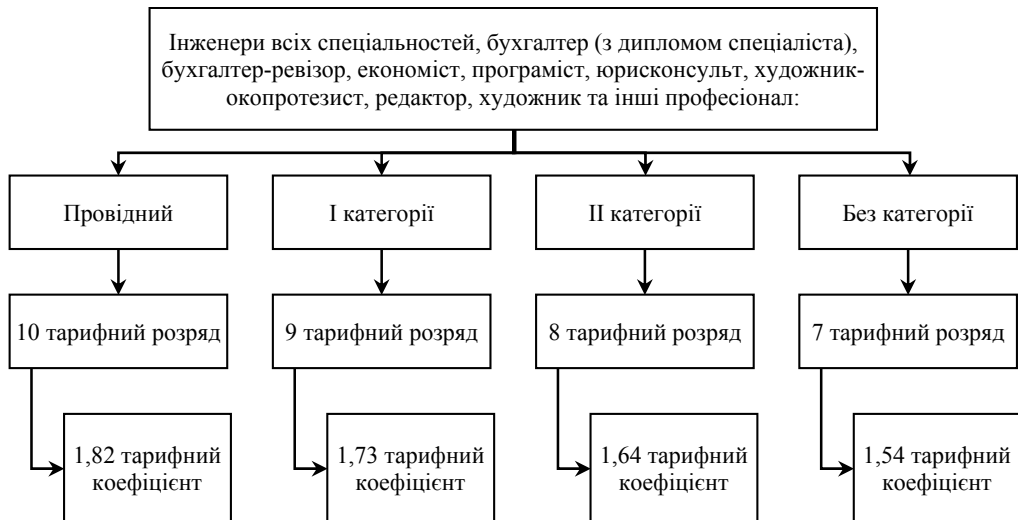 Інженери всіх спеціальностей, бухгалтер (з дипломом спеціаліста),
бухгалтер-ревізор, економіст, програміст, юрисконсульт, художник-
окопротезист, редактор, художник та інші професіонал:
Провідний
І категорії
ІІ категорії
Без категорії
10 тарифний розряд
9 тарифний розряд
8 тарифний розряд
7 тарифний розряд
1,82 тарифний
коефіцієнт
1,73 тарифний
коефіцієнт
1,64 тарифний
коефіцієнт
1,54 тарифний
коефіцієнт